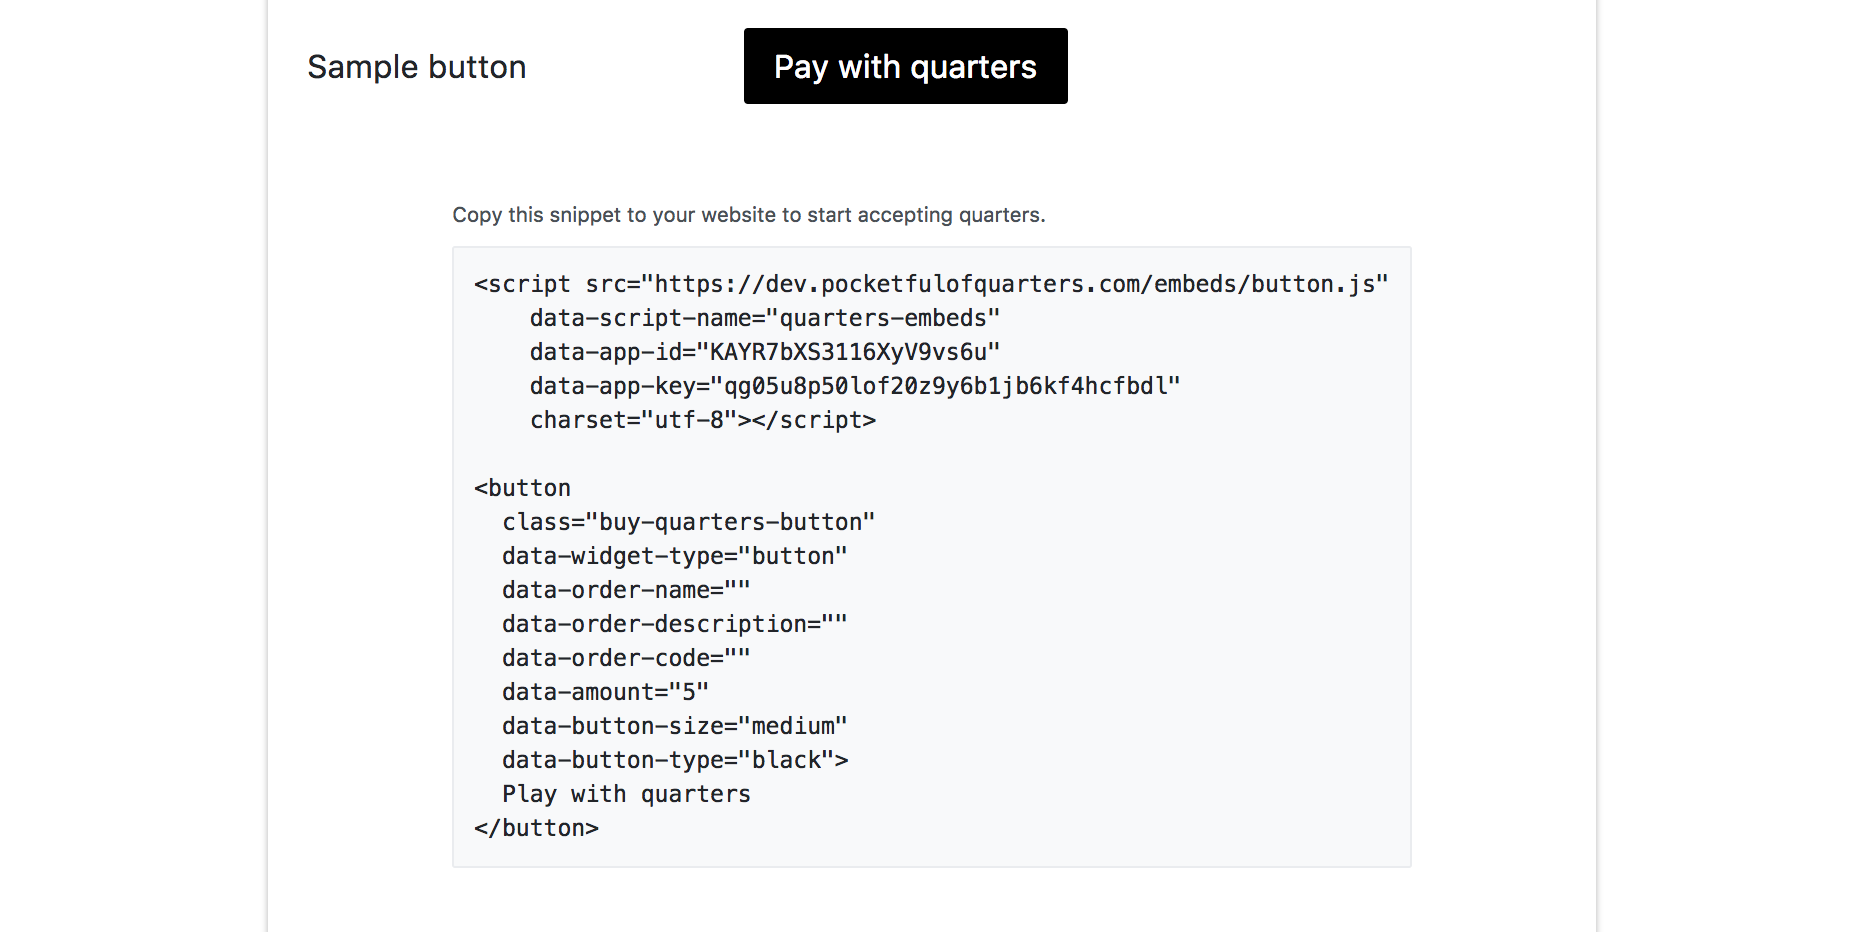 Sample button
Pay with quarters
Copy this snippet to your website to start accepting quarters.
<script src="https://dev.pocketfulofquarters.com/embeds/button.js"
    data-script-name="quarters-embeds"
    data-app-id="KAYR7bXS3116XyV9vs6u"
    data-app-key="qg05u8p50lof20z9y6b1jb6kf4hcfbdl"
    charset="utf-8"></script>

<button
  class="buy-quarters-button"
  data-widget-type="button"
  data-order-name=""
  data-order-description=""
  data-order-code=""
  data-amount="5"
  data-button-size="medium"
  data-button-type="black">
  Play with quarters
</button>